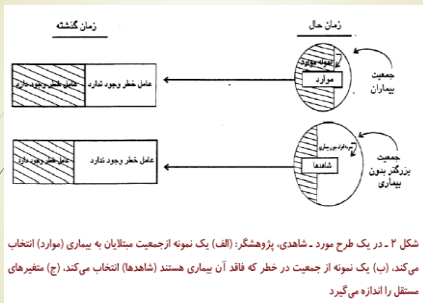 زمان گذشته
زمان حال
عامل خطر وجود دارد
عامل خطر وجود ندارد
نمونه موارد
موارد
جمعیت
بیماران
عامل خطر وجود دارد
عامل خطر وجود ندارد
شاهدها
جمعیت
بزرگتر بدون
بیماری
شکل ۲ ـ در یک طرح مورد ـ شاهدی، پژوهشگر: (الف) یک نمونه ازجمعیت مبتلایان به بیماری (موارد) انتخاب
می‌کند، (ب) یک نمونه از جمعیت در خطر که فاقد آن بیماری هستند (شاهدها) انتخاب می‌کند، (ج) متغیرهای
مستقل را اندازه می‌گیرد